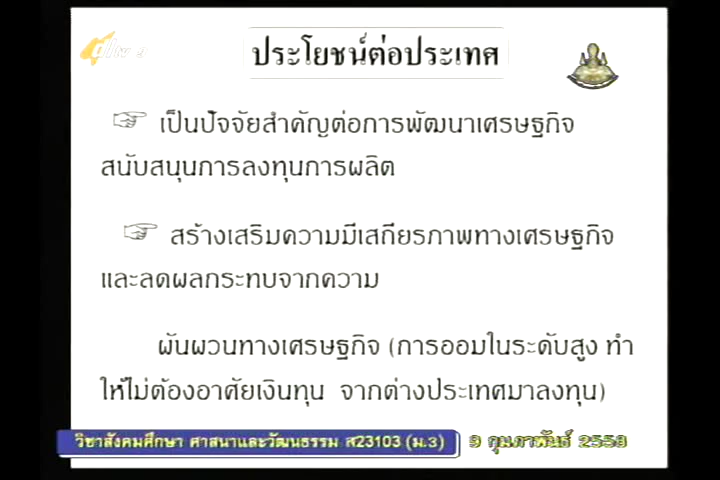 ประโยชน์ต่อประเทศ
☞ เป็นปัจจัยสำคัญต่อการพัฒนาเศรษฐกิจ
สนับสนุนการลงทุนการผลิต
☞ สร้างเสริมความมีเสถียรภาพทางเศรษฐกิจ
และลดผลกระทบจากความ
ผันผวนทางเศรษฐกิจ (การออมในระดับสูง ทำ
ให้ไม่ต้องอาศัยเงินทุน จากต่างประเทศมาลงทุน)
วิชาสังคมศึกษา ศาสนาและวัฒนธรรม ส23103 (ม.3) 9 กุมภาพันธ์ 2553